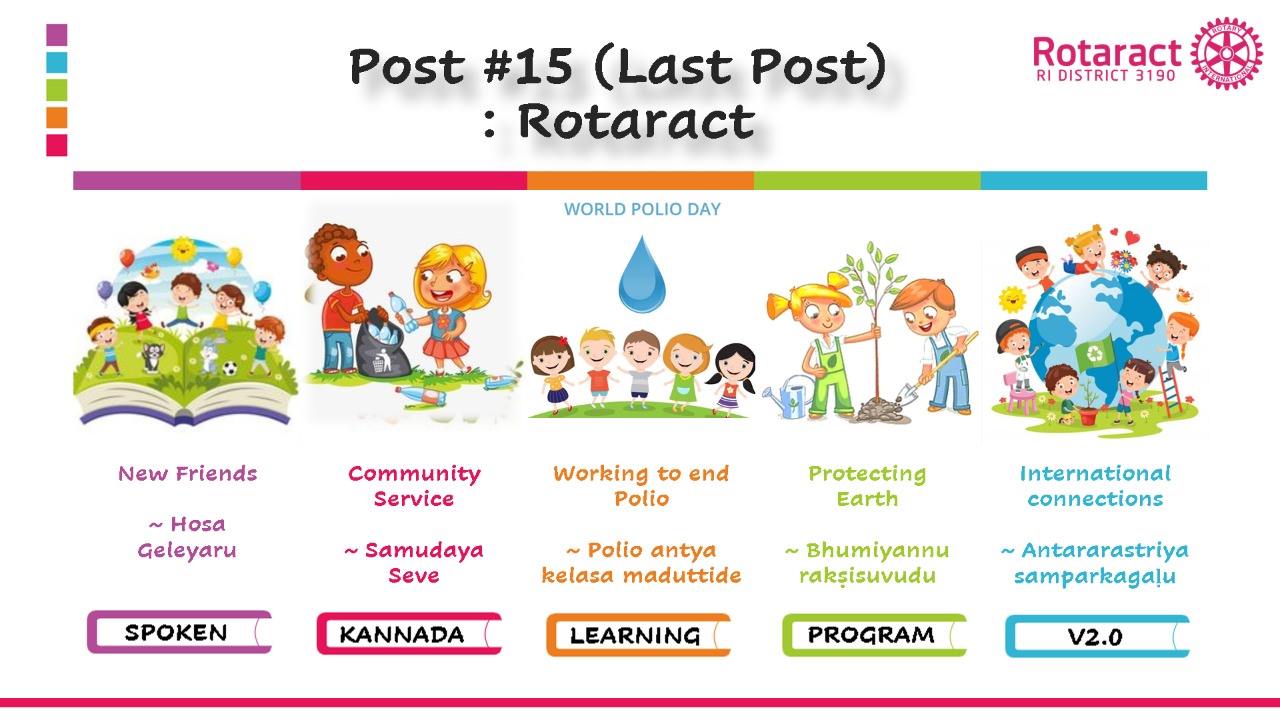 Post #15 (Last Post)
: Rotaract
Rotaract
RI DISTRICT 3190
ROTARY
INTERNATIONAL
WORLD POLIO DAY
New Friends
~ Hosa
Geleyaru
Community
Service
~ Samudaya
Seve
Working to end
Polio
~ Polio antya
kelasa maduttide
Protecting
Earth
~ Bhumiyannu
rakṣisuvudu
International
connections
~ Antararastriya
samparkagaḷu
SPOKEN
KANNADA
LEARNING
PROGRAM
V2.0